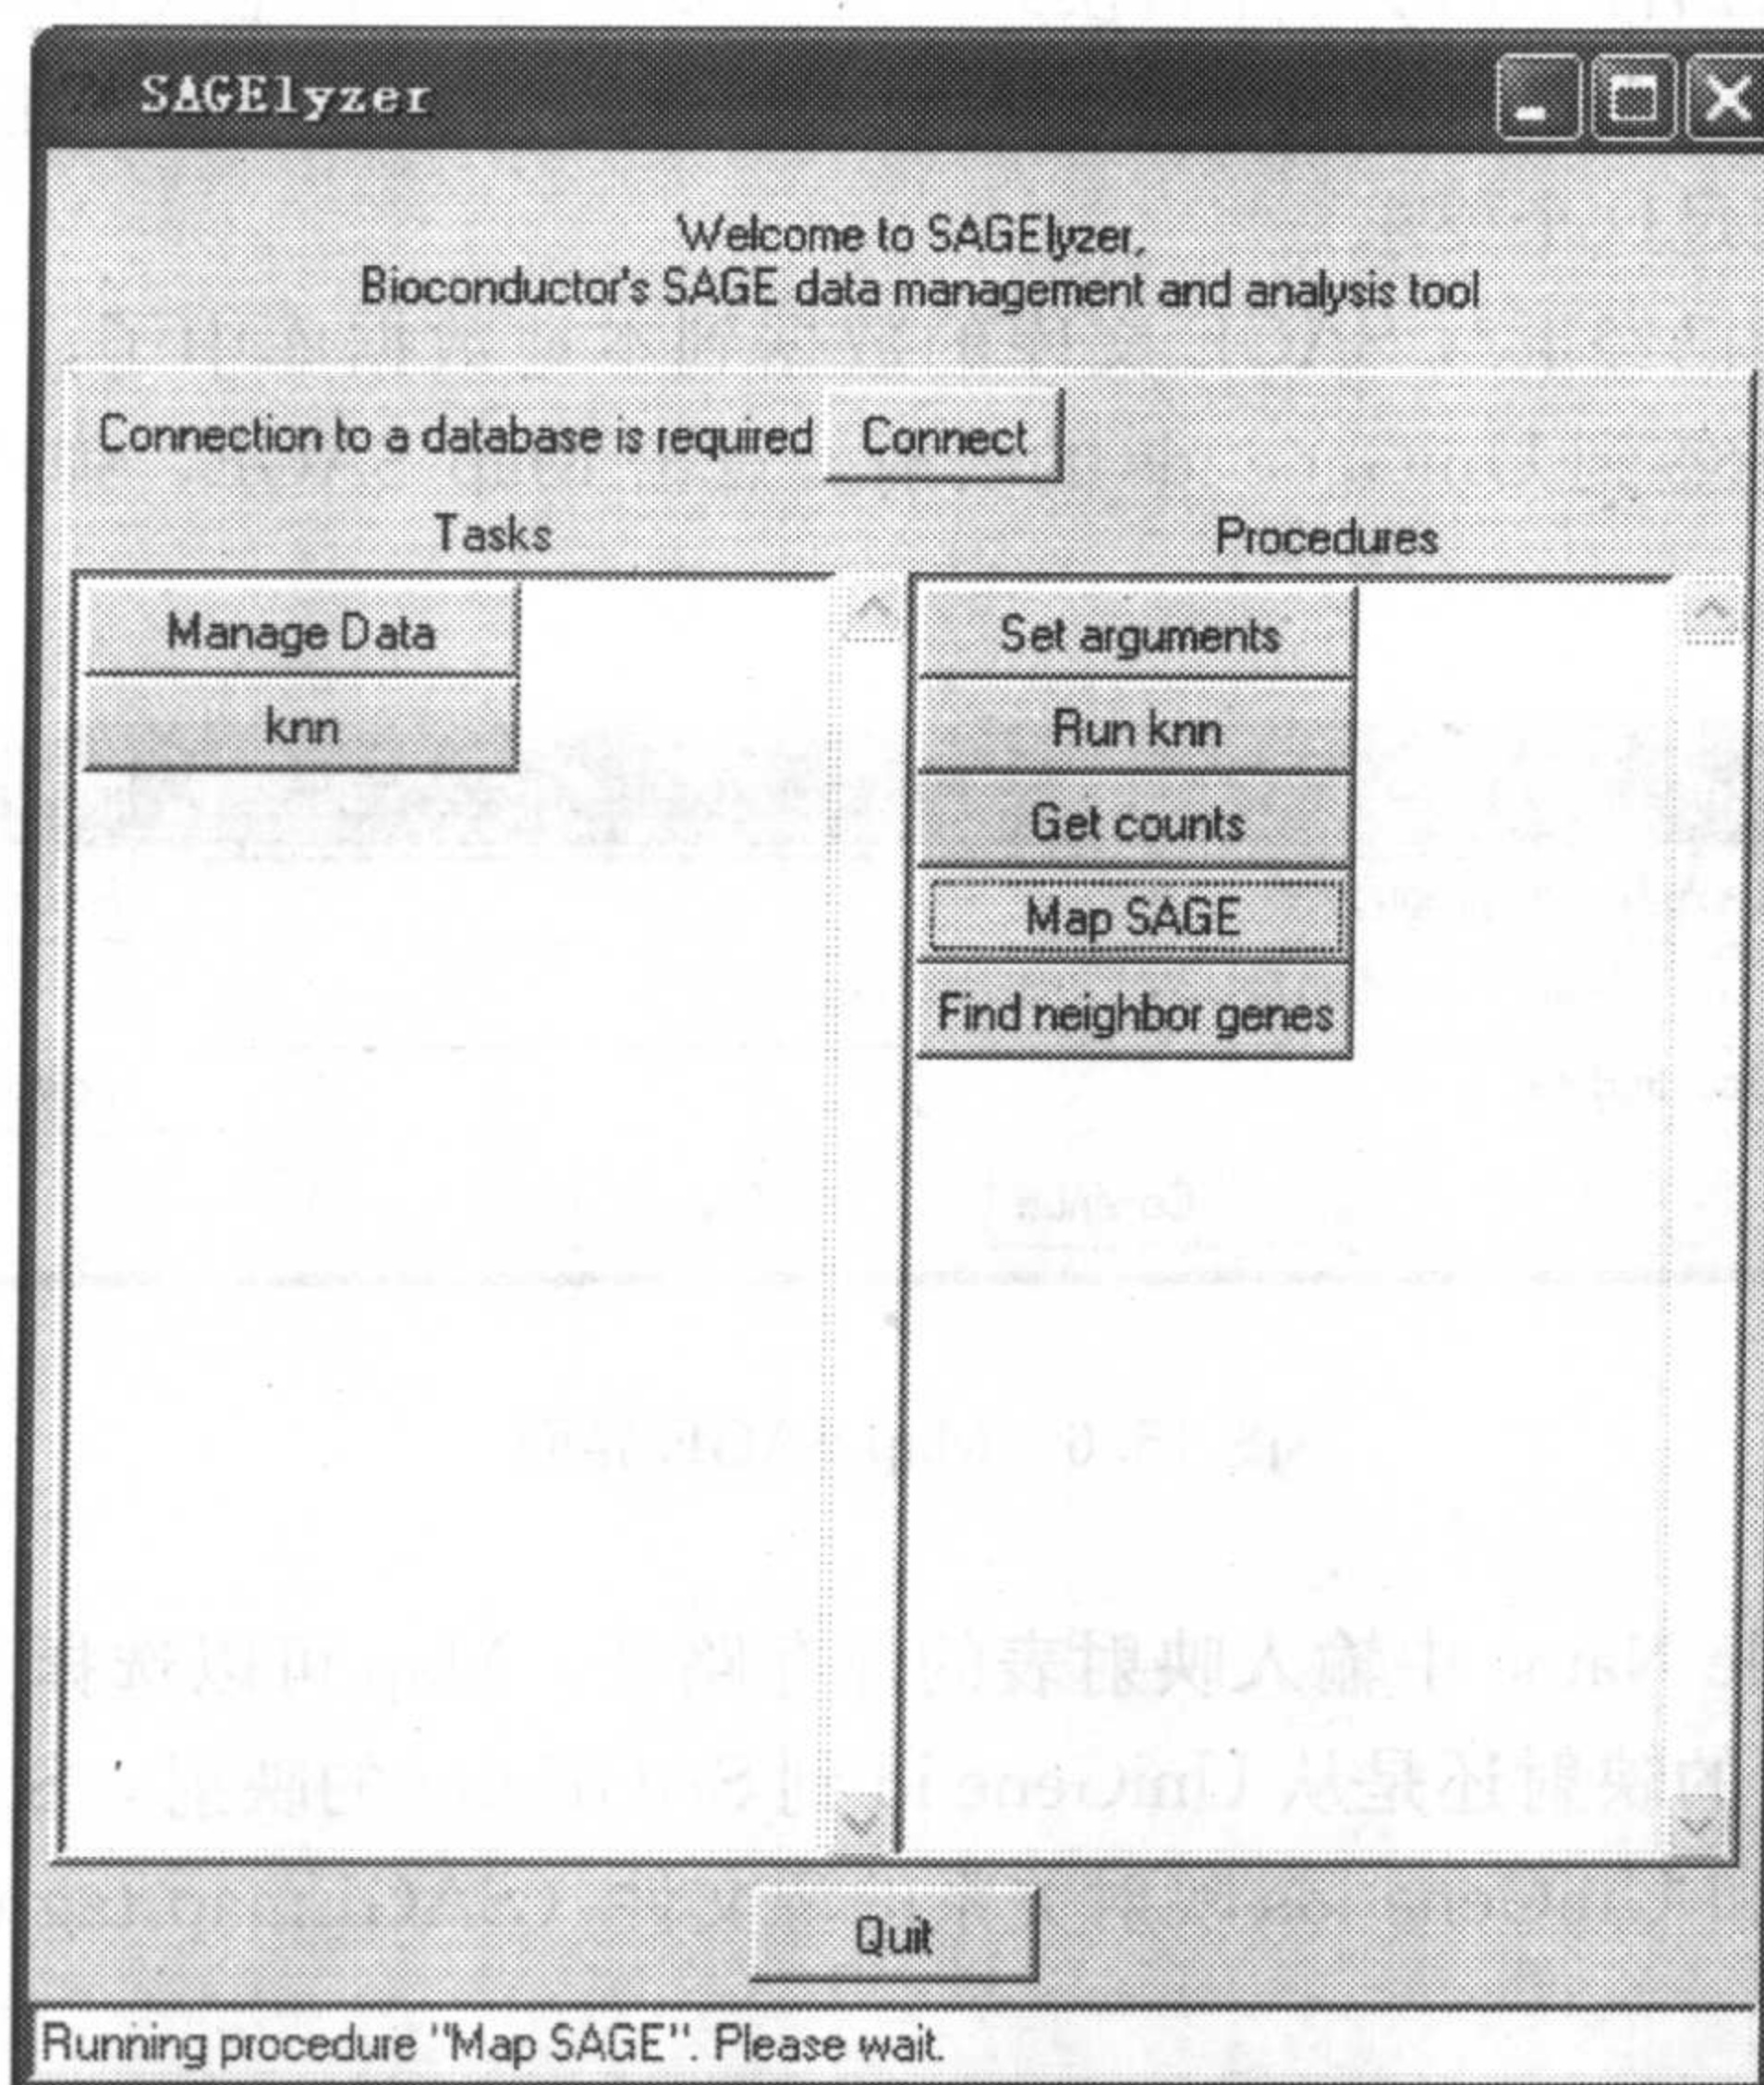 SAGElyzer
Welcome to SAGElyzer,
Bioconductor's SAGE data management and analysis tool
Connection to a database is required Connect
Tasks Procedures
Manage Data Set arguments
knn Run knn
Get counts
Map SAGE
Find neighbor genes
Quit
Running procedure "Map SAGE". Please wait.